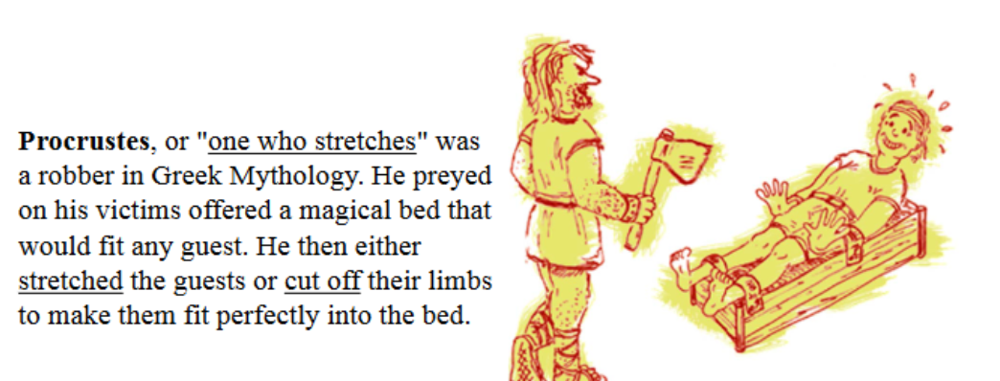 Procrustes, or "one who stretches" was
a robber in Greek Mythology. He preyed
on his victims offered a magical bed that
would fit any guest. He then either
stretched the guests or cut off their limbs
to make them fit perfectly into the bed.